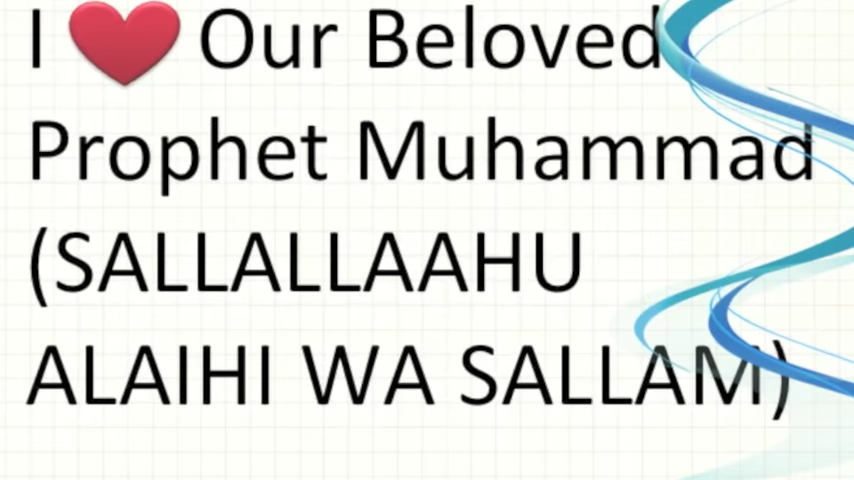 I ❤ Our Beloved
Prophet Muhammad
(SALLALLAAHU
ALAIHI WA SALLAM)